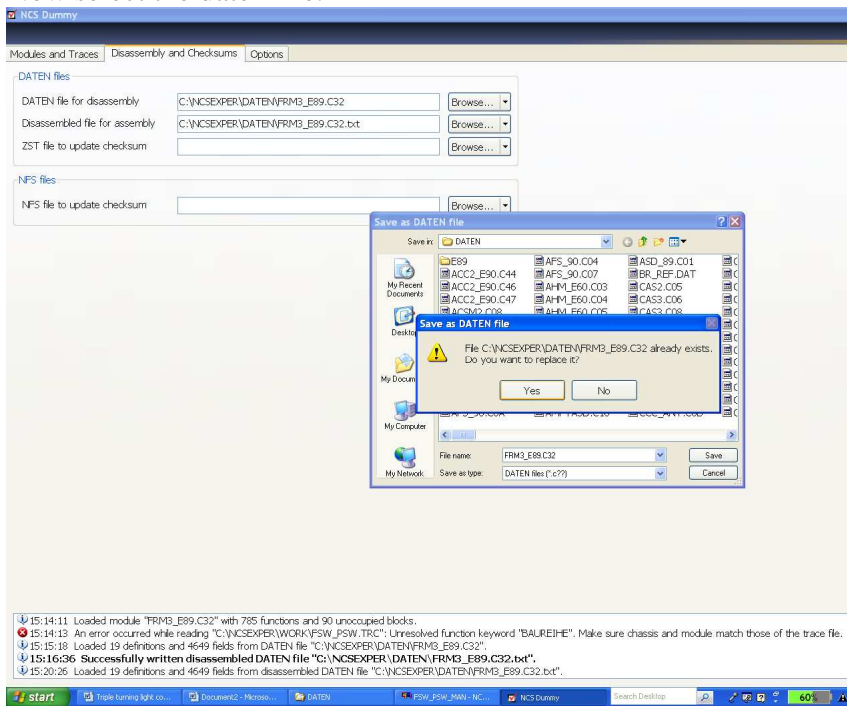 NCS Dummy
Modules and Traces Disassembly and Checksums Options
DATEN files
DATEN file for disassembly C:\NCSEXPER\DATEN\FRM3_E89.C32 Browse...
Disassembled file for assembly C:\NCSEXPER\DATEN\FRM3_E89.C32.txt Browse...
ZST file to update checksum Browse...
NFS files
NFS file to update checksum Browse...
Save as DATEN file
Save in: DATEN
E89 AFS_90.C04 ASD_89.C01
ACC2_E90.C44 AFS_90.C07 BR_REF.DAT
ACC2_E90.C46 AHM_E60.C03 CAS2.C05
My Recent
Documents
ACC2_E90.C47 AHM_E60.C04 CAS3.C06
ACSM2.C08 AHM_E60.C05 CAS3.C08
Save as DATEN file
File C:\NCSEXPER\DATEN\FRM3_E89.C32 already exists.
Do you want to replace it?
Yes No
My Computer
File name: FRM3_E89.C32 Save
My Network Save as type: DATEN files (*.c??) Cancel
15:14:11 Loaded module "FRM3_E89.C32" with 785 functions and 90 unoccupied blocks.
15:14:13 An error occurred while reading "C:\NCSEXPER\WORK\FSW_PSW.TRC": Unresolved function keyword "BAUREIHE". Make sure chassis and module match those of the trace file.
15:15:18 Loaded 19 definitions and 4649 fields from DATEN file "C:\NCSEXPER\DATEN\FRM3_E89.C32".
15:16:36 Successfully written disassembled DATEN file "C:\NCSEXPER\DATEN\FRM3_E89.C32.txt".
15:20:26 Loaded 19 definitions and 4649 fields from disassembled DATEN file "C:\NCSEXPER\DATEN\FRM3_E89.C32.txt".
start Triple turning light co... Document2 - Microso... DATEN FSW_PSW_MAN - NC... NCS Dummy Search Desktop 60%